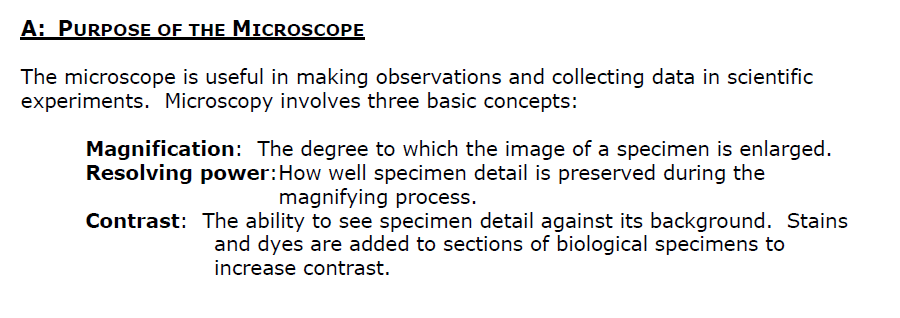 A: PURPOSE OF THE MICROSCOPE
The microscope is useful in making observations and collecting data in scientific
experiments. Microscopy involves three basic concepts:
Magnification: The degree to which the image of a specimen is enlarged.
Resolving power:How well specimen detail is preserved during the
magnifying process.
Contrast: The ability to see specimen detail against its background. Stains
and dyes are added to sections of biological specimens to
increase contrast.